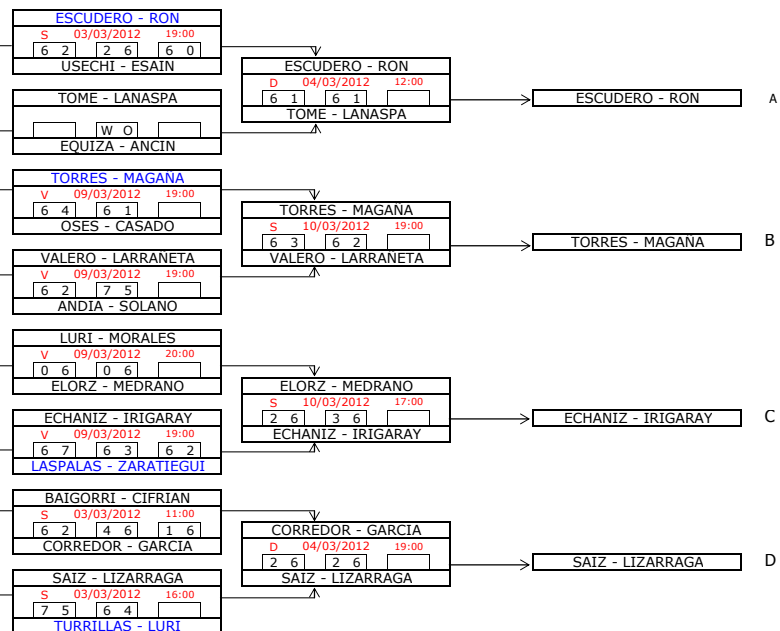 ESCUDERO - RON
S 03/03/2012 19:00
6 2 2 6 6 0
USECHI - ESAIN
TOME - LANASPA
W O
EQUIZA - ANCIN
ESCUDERO - RON
D 04/03/2012 12:00
6 1 6 1
TOME - LANASPA
ESCUDERO - RON A
TORRES - MAGAÑA
V 09/03/2012 19:00
6 4 6 1
OSES - CASADO
VALERO - LARRAÑETA
V 09/03/2012 19:00
6 2 7 5
ANDIA - SOLANO
TORRES - MAGAÑA
S 10/03/2012 19:00
6 3 6 2
VALERO - LARRAÑETA
TORRES - MAGAÑA B
LURI - MORALES
V 09/03/2012 20:00
0 6 0 6
ELORZ - MEDRANO
ECHANIZ - IRIGARAY
V 09/03/2012 19:00
6 7 6 3 6 2
LASPALAS - ZARATIEGUI
ELORZ - MEDRANO
S 10/03/2012 17:00
2 6 3 6
ECHANIZ - IRIGARAY
ECHANIZ - IRIGARAY C
BAIGORRI - CIFRIAN
S 03/03/2012 11:00
6 2 4 6 1 6
CORREDOR - GARCIA
SAIZ - LIZARRAGA
S 03/03/2012 16:00
7 5 6 4
TURRILLAS - LURI
CORREDOR - GARCIA
D 04/03/2012 19:00
2 6 2 6
SAIZ - LIZARRAGA
SAIZ - LIZARRAGA D